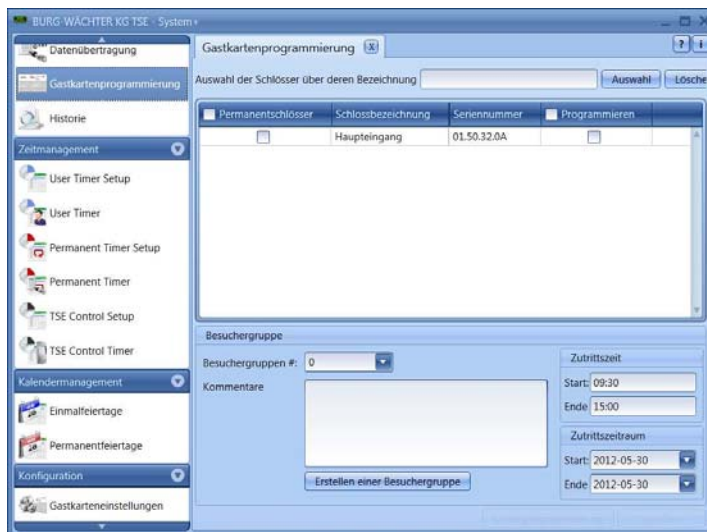 BURG-WÄCHTER KG TSE - System+
Datenübertragung
Gastkartenprogrammierung
Historie
Zeitmanagement
User Timer Setup
User Timer
Permanent Timer Setup
Permanent Timer
TSE Control Setup
TSE Control Timer
Kalendermanagement
Einmalfeiertage
Permanentfeiertage
Konfiguration
Gastkarteneinstellungen
Gastkartenprogrammierung x
? i
Auswahl der Schlösser über deren Bezeichnung Auswahl Lösche
Permanentschlösser Schlossbezeichnung Seriennummer Programmieren
Haupteingang 01.50.32.0A
Besuchergruppe
Besuchergruppen #: 0
Kommentare
Erstellen einer Besuchergruppe
Zutrittszeit
Start: 09:30
Ende 15:00
Zutrittszeitraum
Start: 2012-05-30
Ende 2012-05-30